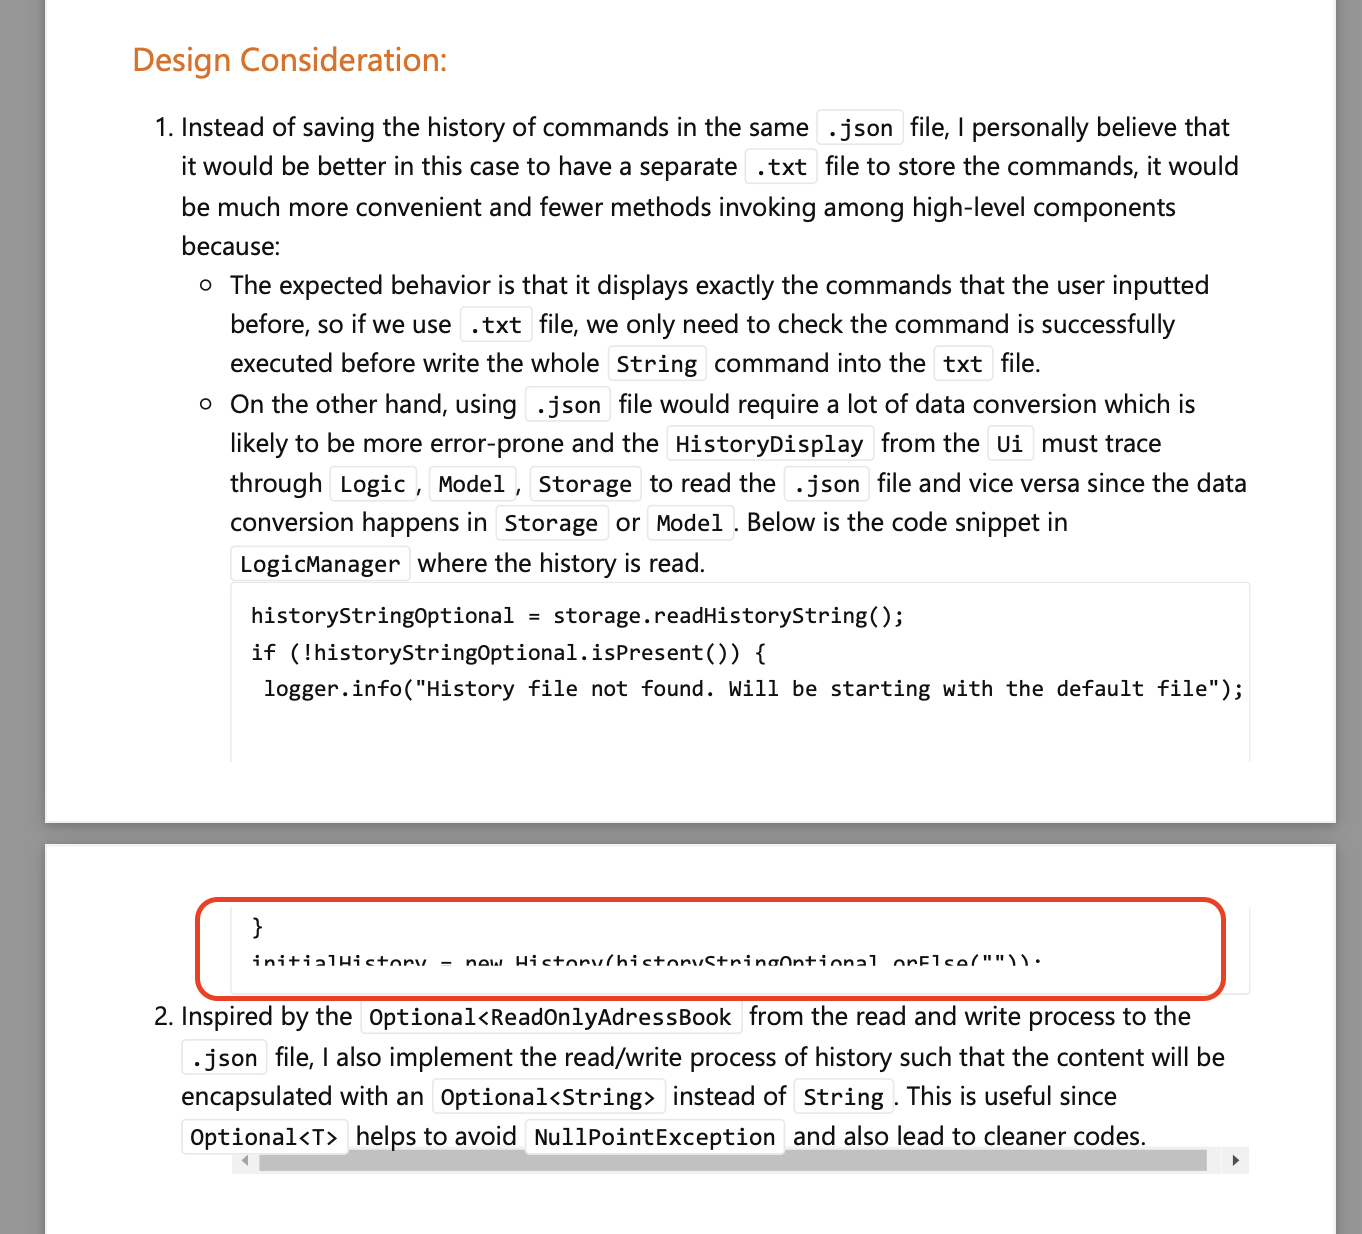 Design Consideration:
1. Instead of saving the history of commands in the same .json file, I personally believe that
it would be better in this case to have a separate .txt file to store the commands, it would
be much more convenient and fewer methods invoking among high-level components
because:
The expected behavior is that it displays exactly the commands that the user inputted
before, so if we use .txt file, we only need to check the command is successfully
executed before write the whole String command into the txt file.
On the other hand, using .json file would require a lot of data conversion which is
likely to be more error-prone and the HistoryDisplay from the Ui must trace
through Logic, Model, Storage to read the .json file and vice versa since the data
conversion happens in Storage or Model. Below is the code snippet in
LogicManager where the history is read.
historyStringOptional = storage.readHistoryString();
if (!historyStringOptional.isPresent()) {
logger.info("History file not found. Will be starting with the default file");
}
initialHistory = new History(historyStringOptional.orElse(""));
2. Inspired by the Optional<ReadOnlyAdressBook from the read and write process to the
.json file, I also implement the read/write process of history such that the content will be
encapsulated with an Optional<String> instead of String. This is useful since
Optional<T> helps to avoid NullPointException and also lead to cleaner codes.